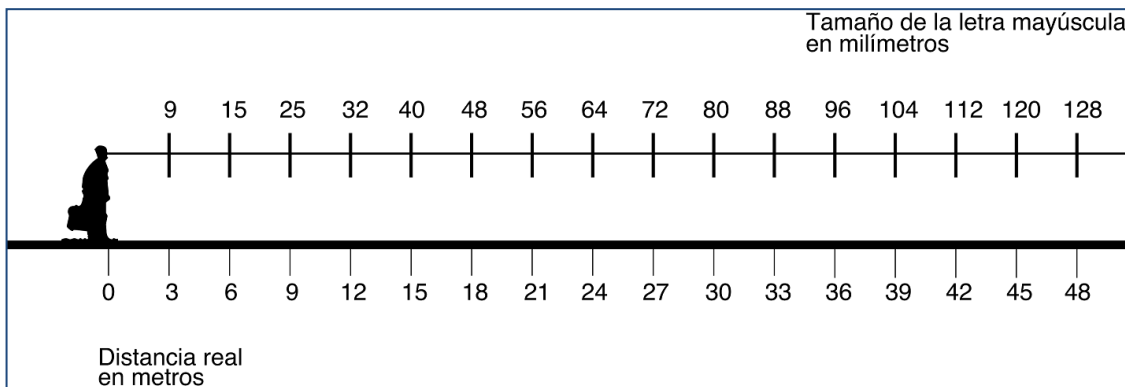 Tamaño de la letra mayúscula
en milímetros
9 15 25 32 40 48 56 64 72 80 88 96 104 112 120 128
0 3 6 9 12 15 18 21 24 27 30 33 36 39 42 45 48
Distancia real
en metros